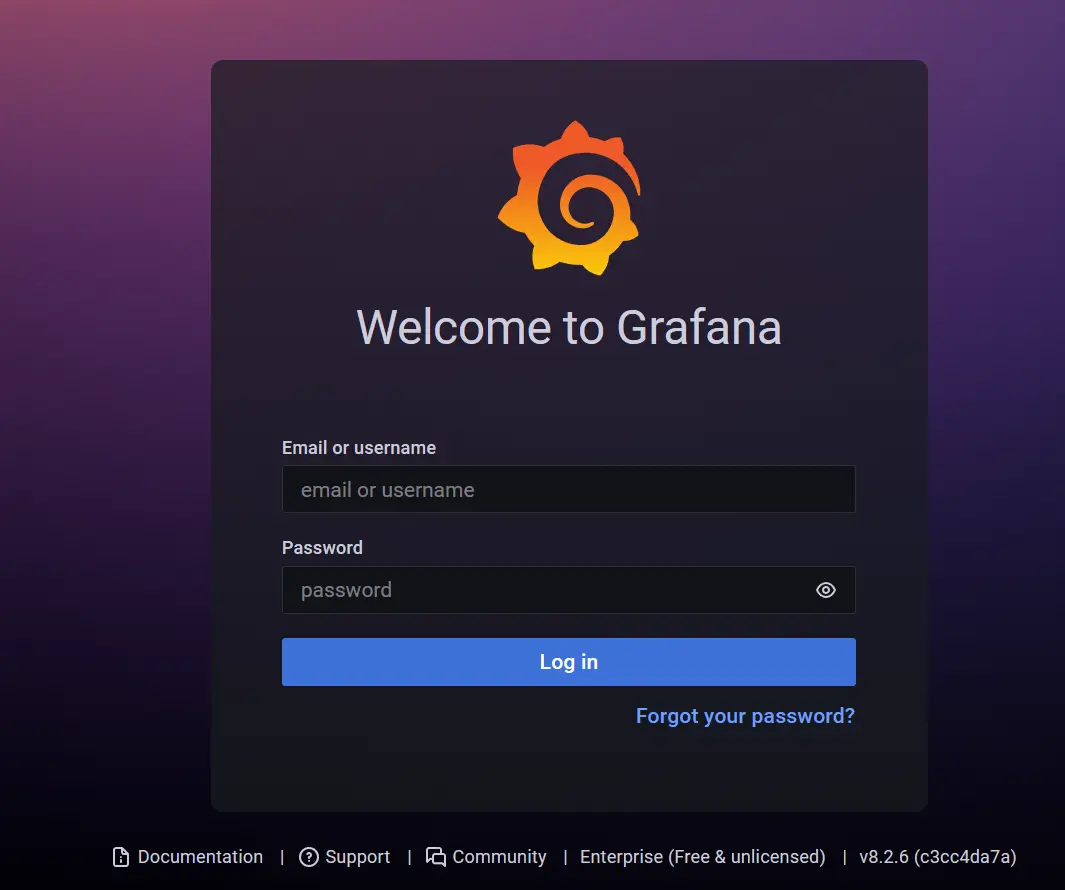 Welcome to Grafana
Email or username
email or username
Password
password
Log in
Forgot your password?
Documentation | Support | Community | Enterprise (Free & unlicensed) | v8.2.6 (c3cc4da7a)